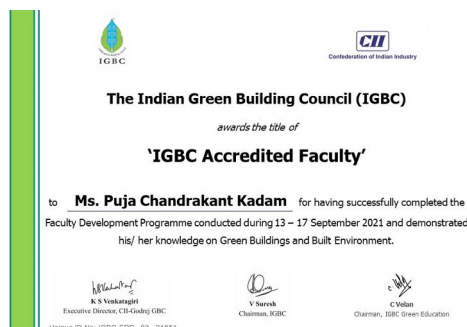 IGBC
CII
Confederation of Indian Industry
The Indian Green Building Council (IGBC)
awards the title of
‘IGBC Accredited Faculty’
to Ms. Puja Chandrakant Kadam for having successfully completed the
Faculty Development Programme conducted during 13 – 17 September 2021 and demonstrated
his/ her knowledge on Green Buildings and Built Environment.
K S Venkatagiri
Executive Director, CII-Godrej GBC
V Suresh
Chairman, IGBC
C Velan
Chairman, IGBC Green Education